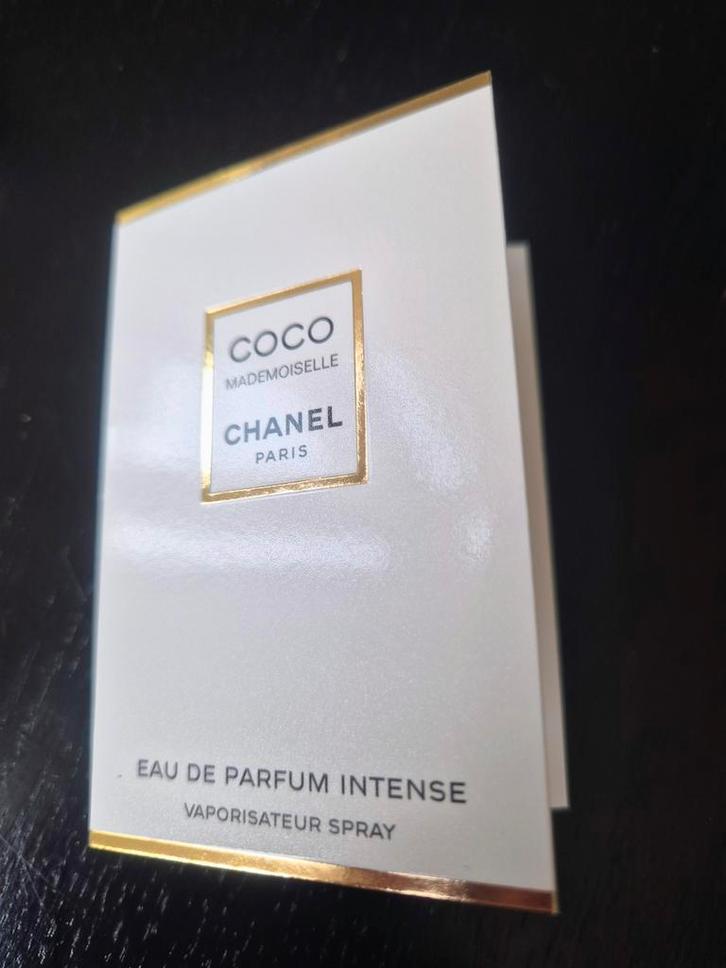 COCO
MADEMOISELLE
CHANEL
PARIS
EAU DE PARFUM INTENSE
VAPORISATEUR SPRAY